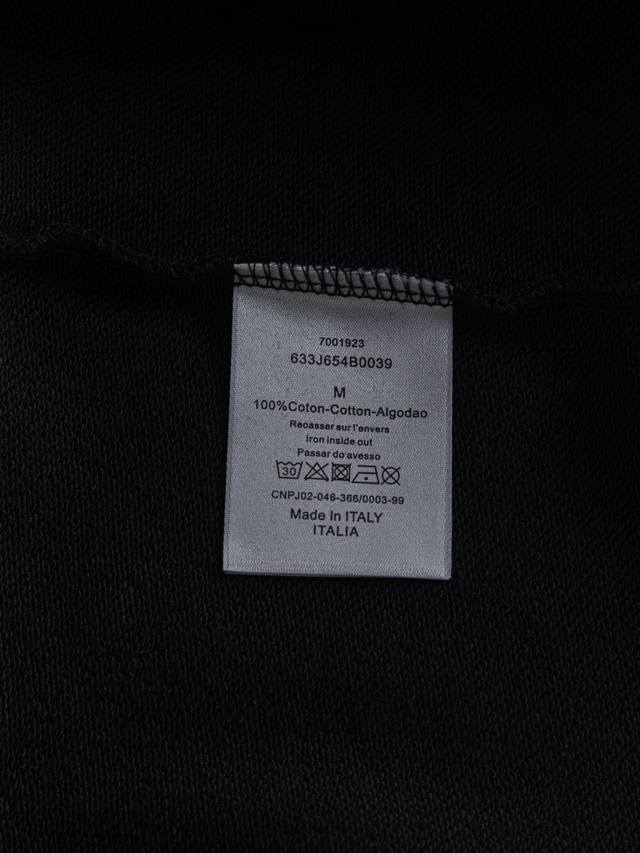 7001923
633J654B0039
M
100%Coton-Cotton-Algodao
Recasser sur l'envers
Iron inside out
Passar do avesso
30
CNPJ02-046-366/0003-99
Made In ITALY
ITALIA